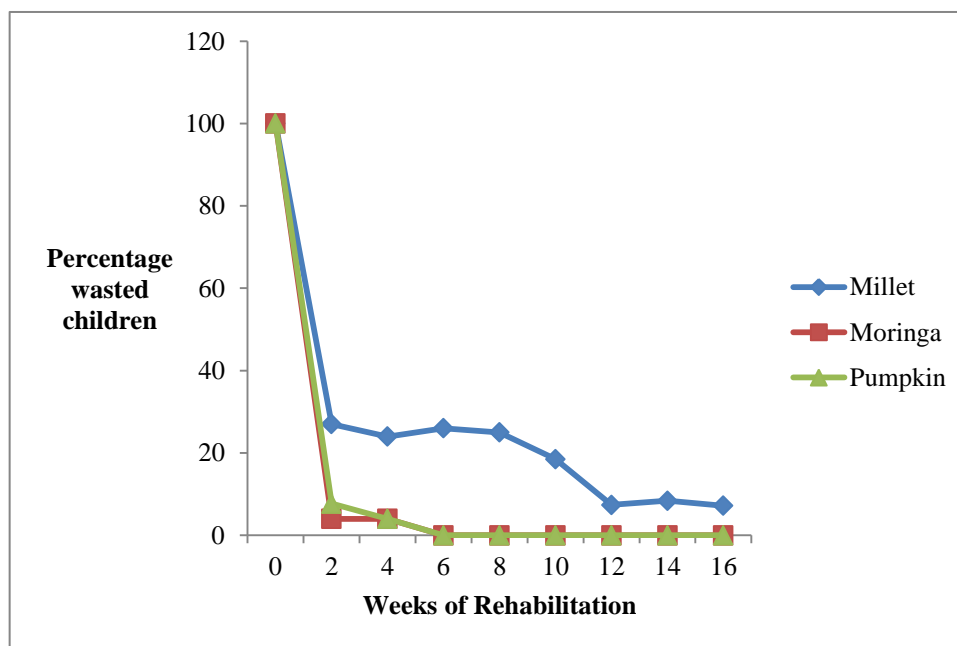 120
100
80
60
40
20
0
Percentage
wasted
children
0 2 4 6 8 10 12 14 16
Weeks of Rehabilitation
Millet
Moringa
Pumpkin